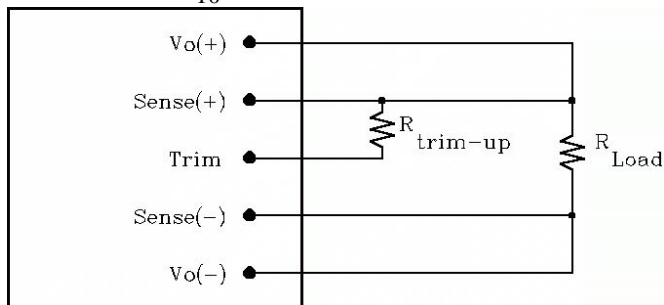 Vo(+)
Sense(+)
R trim-up
Trim
R Load
Sense(-)
Vo(-)